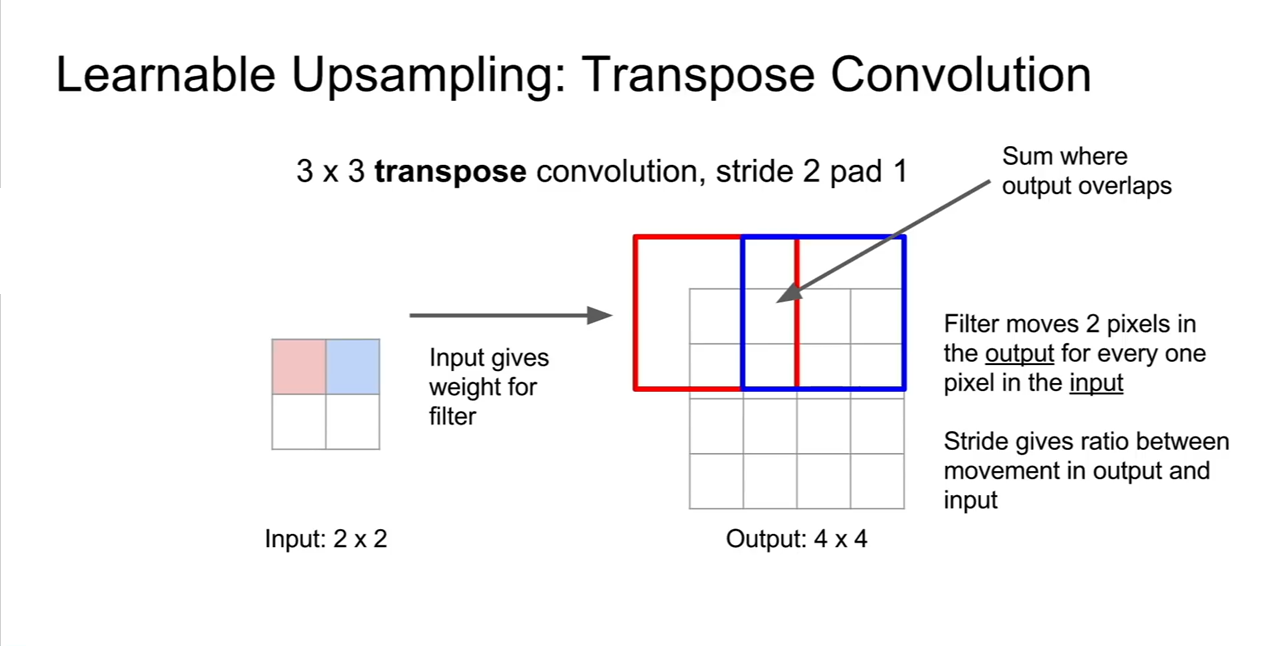 Learnable Upsampling: Transpose Convolution
3 x 3 transpose convolution, stride 2 pad 1
Sum where
output overlaps
Input gives
weight for
filter
Filter moves 2 pixels in
the output for every one
pixel in the input
Stride gives ratio between
movement in output and
input
Input: 2 x 2
Output: 4 x 4